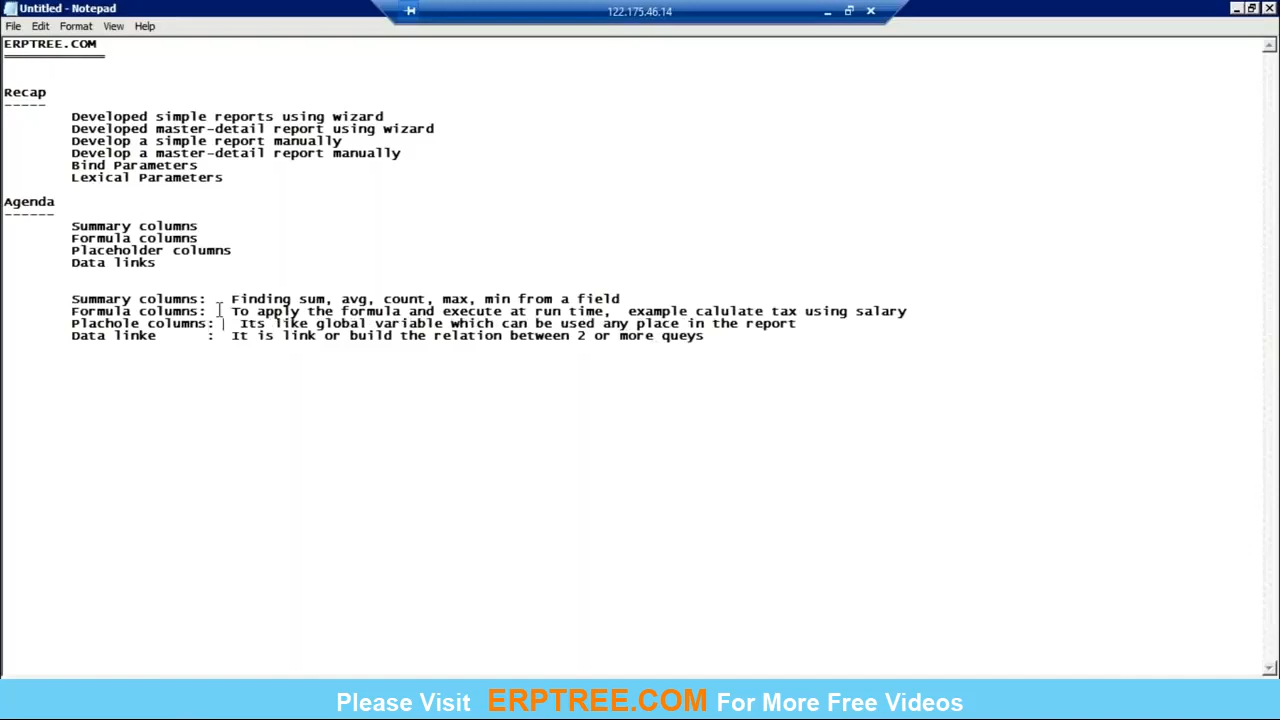 Untitled - Notepad
122.175.46.14
File Edit Format View Help
ERPTREE.COM
============
Recap
-----
Developed simple reports using wizard
Developed master-detail report using wizard
Develop a simple report manually
Develop a master-detail report manually
Bind Parameters
Lexical Parameters
Agenda
------
Summary columns
Formula columns
Placeholder columns
Data links
Summary columns: Finding sum, avg, count, max, min from a field
Formula columns: To apply the formula and execute at run time, example calulate tax using salary
Plachole columns: Its like global variable which can be used any place in the report
Data linke : It is link or build the relation between 2 or more queys
Please Visit ERPTREE.COM For More Free Videos